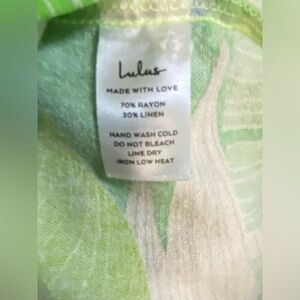 Lulus
MADE WITH LOVE
70% RAYON
30% LINEN
HAND WASH COLD
DO NOT BLEACH
LINE DRY
IRON LOW HEAT